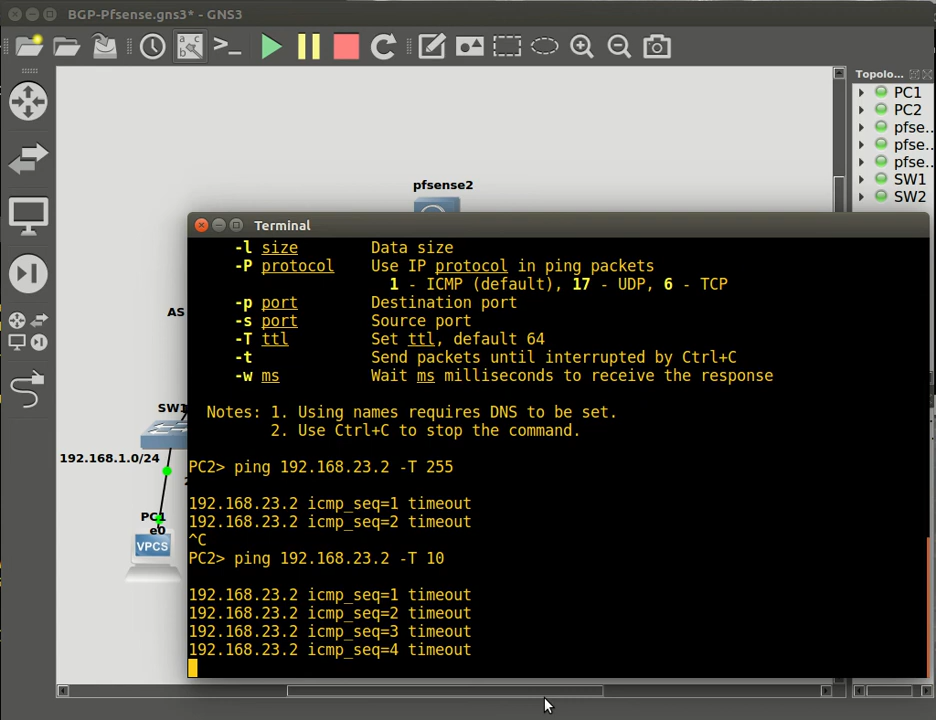 BGP-Pfsense.gns3* - GNS3
Topolo...
PC1
PC2
pfse..
pfse..
pfse..
SW1
SW2
pfsense2
AS
SW1
192.168.1.0/24
PC1
e0
VPCS
Terminal
-l size Data size
-P protocol Use IP protocol in ping packets
1 - ICMP (default), 17 - UDP, 6 - TCP
-p port Destination port
-s port Source port
-T ttl Set ttl, default 64
-t Send packets until interrupted by Ctrl+C
-w ms Wait ms milliseconds to receive the response
Notes: 1. Using names requires DNS to be set.
2. Use Ctrl+C to stop the command.
PC2> ping 192.168.23.2 -T 255
192.168.23.2 icmp_seq=1 timeout
192.168.23.2 icmp_seq=2 timeout
^C
PC2> ping 192.168.23.2 -T 10
192.168.23.2 icmp_seq=1 timeout
192.168.23.2 icmp_seq=2 timeout
192.168.23.2 icmp_seq=3 timeout
192.168.23.2 icmp_seq=4 timeout